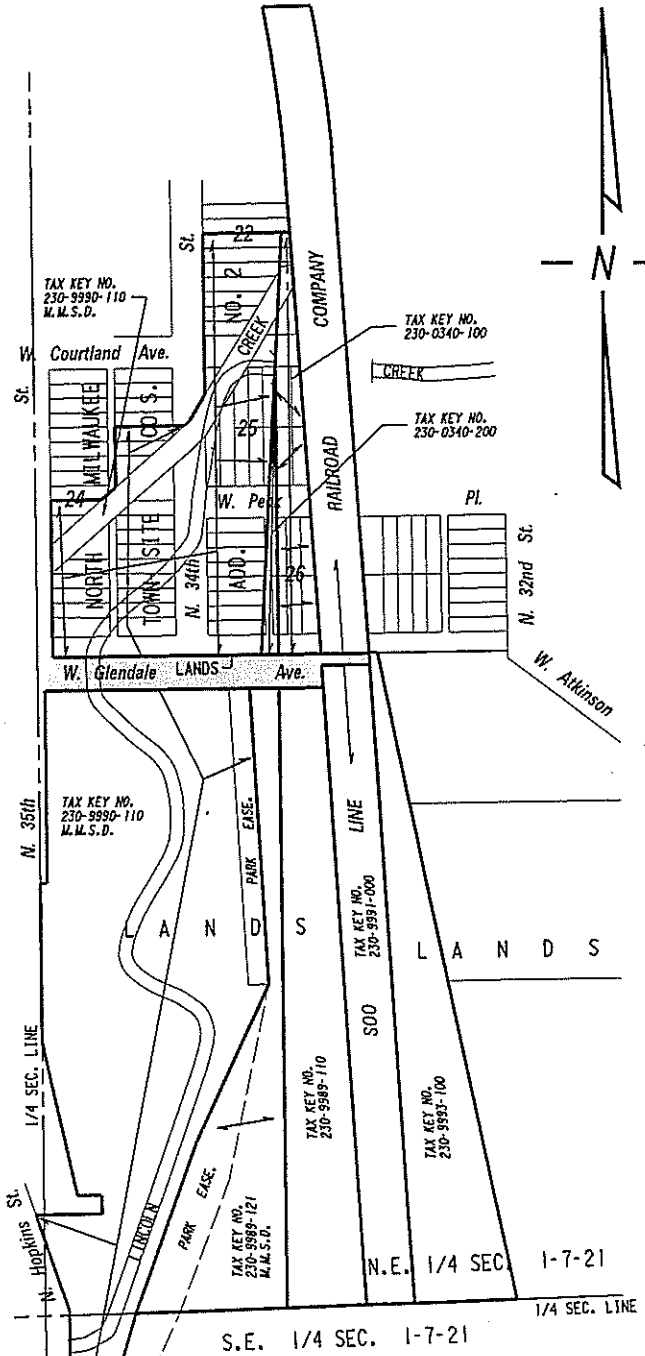 22
St.
NO. 2
COMPANY
N
TAX KEY NO.
230-9990-110
M.M.S.D.
CREEK
TAX KEY NO.
230-0340-100
W. Courtland Ave.
CREEK
St.
MILWAUKEE
CO'S.
25
TAX KEY NO.
230-0340-200
RAILROAD
24
W. Peck Pl.
NORTH
TOWN SITE
N. 34th
ADD.
26
N. 32nd St.
W. Glendale LANDS Ave.
W. Atkinson
N. 35th
TAX KEY NO.
230-9990-110
M.M.S.D.
PARK EASE.
LINE
TAX KEY NO.
230-9991-000
LANDS
LANDS
SOO
1/4 SEC. LINE
TAX KEY NO.
230-9989-110
TAX KEY NO.
230-9993-100
N. Hopkins St.
LINCOLN
PARK EASE.
TAX KEY NO.
230-9989-121
M.M.S.D.
N.E. 1/4 SEC. 1-7-21
1/4 SEC. LINE
S.E. 1/4 SEC. 1-7-21